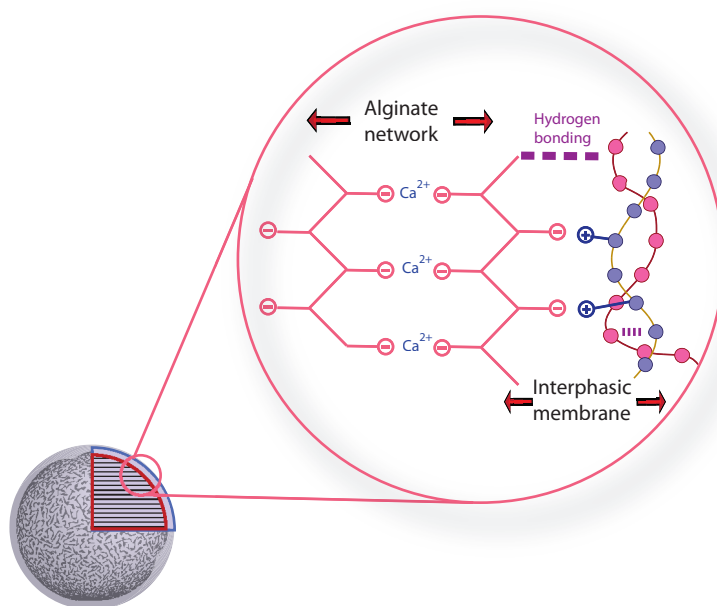 Alginate
network
Hydrogen
bonding
Ca²⁺
Ca²⁺
Ca²⁺
Interphasic
membrane